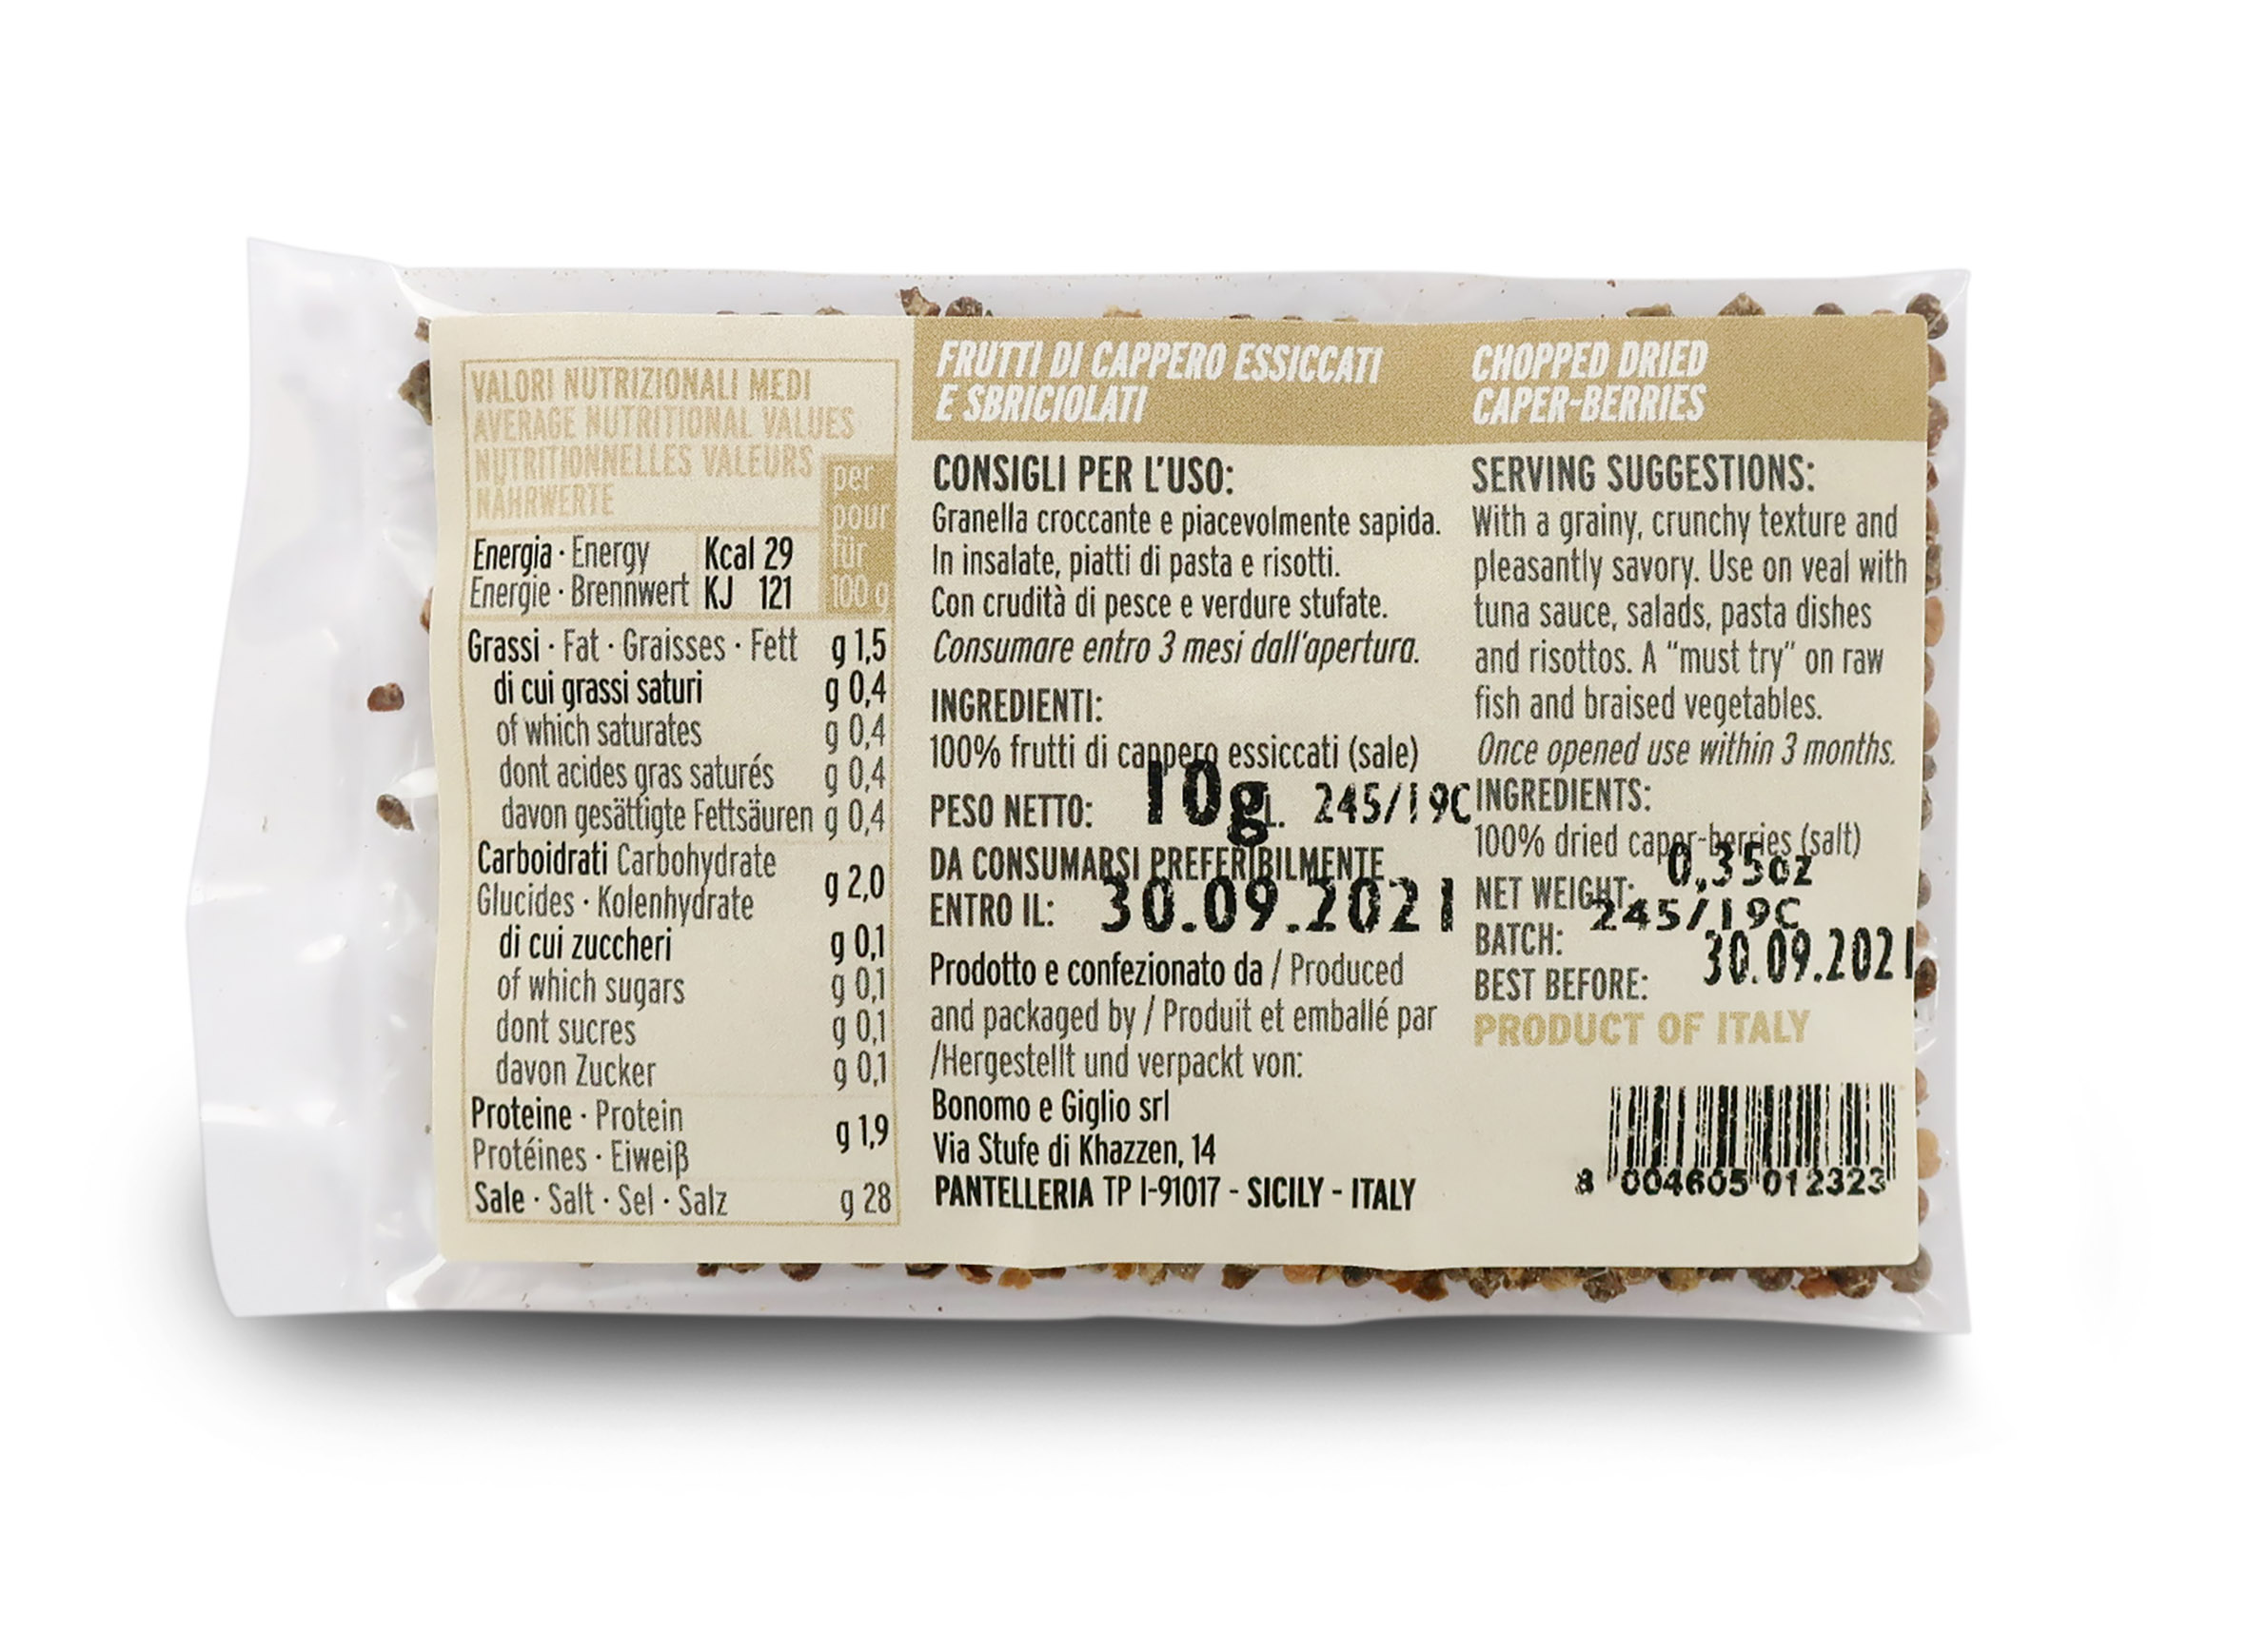 VALORI NUTRIZIONALI MEDI
AVERAGE NUTRITIONAL VALUES
NUTRITIONNELLES VALEURS
NÄHRWERTE
per
pour
für
100 g
Energia · Energy Kcal 29
Energie · Brennwert KJ 121
Grassi · Fat · Graisses · Fett g 1,5
di cui grassi saturi g 0,4
of which saturates g 0,4
dont acides gras saturés g 0,4
davon gesättigte Fettsäuren g 0,4
Carboidrati Carbohydrate
Glucides · Kolenhydrate g 2,0
di cui zuccheri g 0,1
of which sugars g 0,1
dont sucres g 0,1
davon Zucker g 0,1
Proteine · Protein
Protéines · Eiweiß g 1,9
Sale · Salt · Sel · Salz g 28
FRUTTI DI CAPPERO ESSICCATI
E SBRICIOLATI
CONSIGLI PER L'USO:
Granella croccante e piacevolmente sapida.
In insalate, piatti di pasta e risotti.
Con crudità di pesce e verdure stufate.
Consumare entro 3 mesi dall'apertura.
INGREDIENTI:
100% frutti di cappero essiccati (sale)
PESO NETTO: 10g L. 245/19C
DA CONSUMARSI PREFERIBILMENTE
ENTRO IL: 30.09.2021
Prodotto e confezionato da / Produced
and packaged by / Produit et emballé par
/Hergestellt und verpackt von:
Bonomo e Giglio srl
Via Stufe di Khazzen, 14
PANTELLERIA TP I-91017 - SICILY - ITALY
CHOPPED DRIED
CAPER-BERRIES
SERVING SUGGESTIONS:
With a grainy, crunchy texture and
pleasantly savory. Use on veal with
tuna sauce, salads, pasta dishes
and risottos. A "must try" on raw
fish and braised vegetables.
Once opened use within 3 months.
INGREDIENTS:
100% dried caper-berries (salt)
NET WEIGHT: 0,35oz
BATCH: 245/19C
BEST BEFORE: 30.09.2021
PRODUCT OF ITALY
8 004605 012323